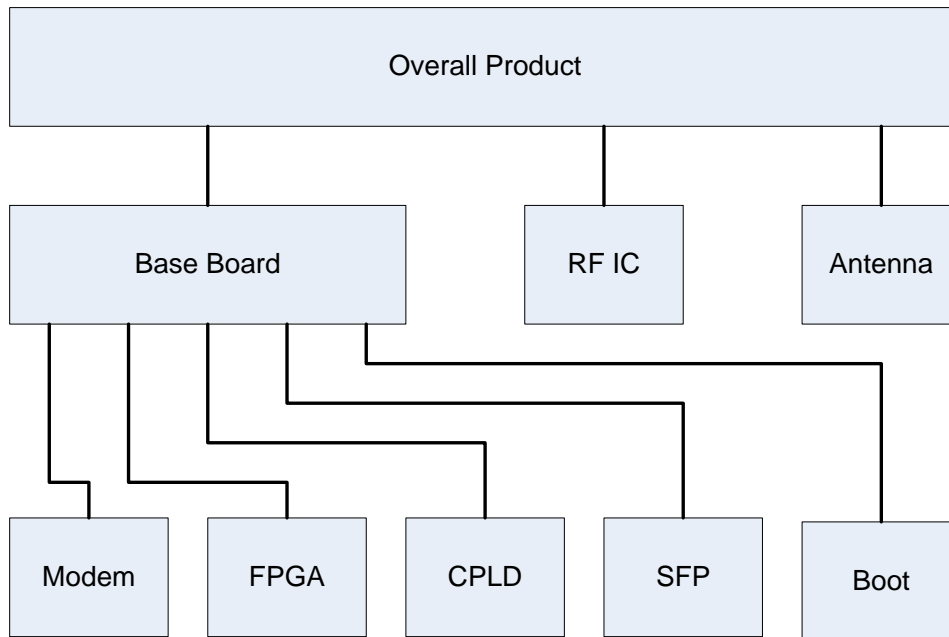 Overall Product
Base Board
RF IC
Antenna
Modem
FPGA
CPLD
SFP
Boot